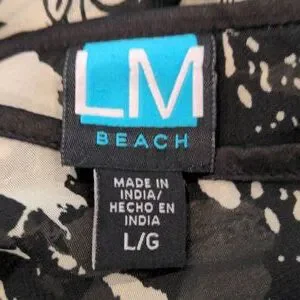 LM
BEACH
MADE IN
INDIA/
HECHO EN
INDIA
L/G